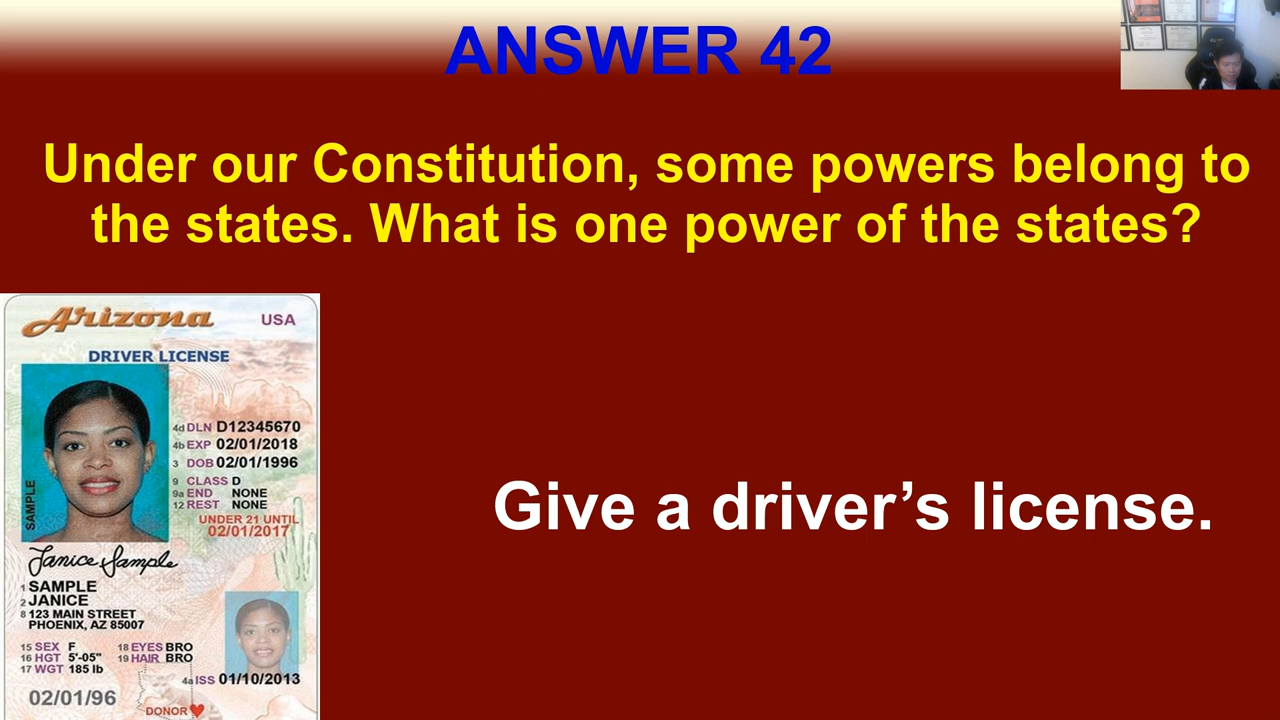 ANSWER 42
Under our Constitution, some powers belong to
the states. What is one power of the states?
Arizona USA
DRIVER LICENSE
4d DLN D12345670
4b EXP 02/01/2018
3 DOB 02/01/1996
9 CLASS D
9a END NONE
12 REST NONE
UNDER 21 UNTIL
02/01/2017
SAMPLE
Janice Sample
1 SAMPLE
2 JANICE
8 123 MAIN STREET
PHOENIX, AZ 85007
15 SEX F 18 EYES BRO
16 HGT 5'-05" 19 HAIR BRO
17 WGT 185 lb
4a ISS 01/10/2013
02/01/96
DONOR
Give a driver’s license.